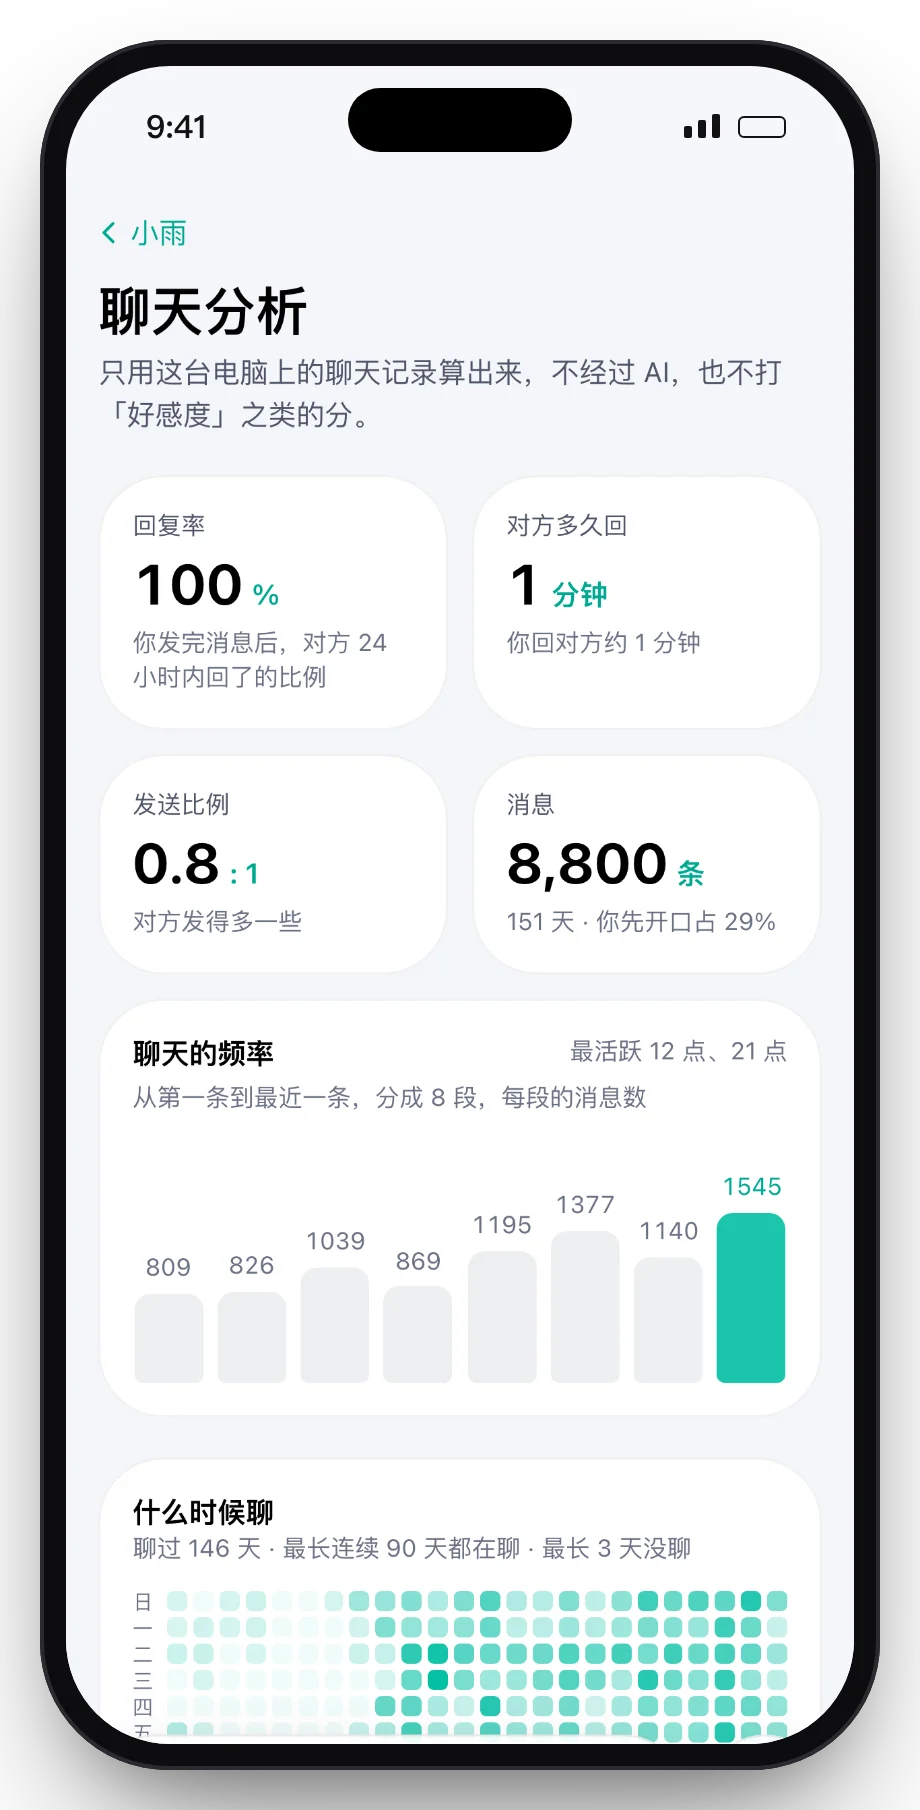 9:41
小雨
聊天分析
只用这台电脑上的聊天记录算出来，不经过 AI，也不打
「好感度」之类的分。
回复率
100 %
你发完消息后，对方 24
小时内回了的比例
对方多久回
1 分钟
你回对方约 1 分钟
发送比例
0.8 : 1
对方发得多一些
消息
8,800 条
151 天 · 你先开口占 29%
聊天的频率
最活跃 12 点、21 点
从第一条到最近一条，分成 8 段，每段的消息数
809
826
1039
869
1195
1377
1140
1545
什么时候聊
聊过 146 天 · 最长连续 90 天都在聊 · 最长 3 天没聊
日
一
二
三
四
五